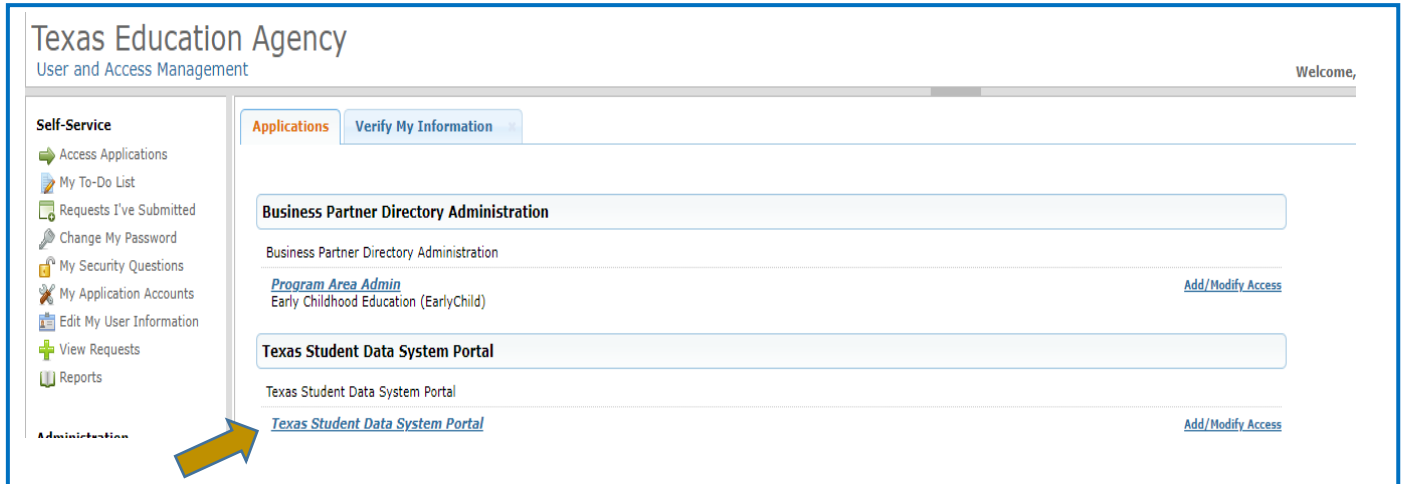 Texas Education Agency
User and Access Management
Welcome,
Self-Service
Access Applications
My To-Do List
Requests I've Submitted
Change My Password
My Security Questions
My Application Accounts
Edit My User Information
View Requests
Reports
Administration
Applications
Verify My Information
Business Partner Directory Administration
Business Partner Directory Administration
Program Area Admin
Add/Modify Access
Early Childhood Education (EarlyChild)
Texas Student Data System Portal
Texas Student Data System Portal
Texas Student Data System Portal
Add/Modify Access